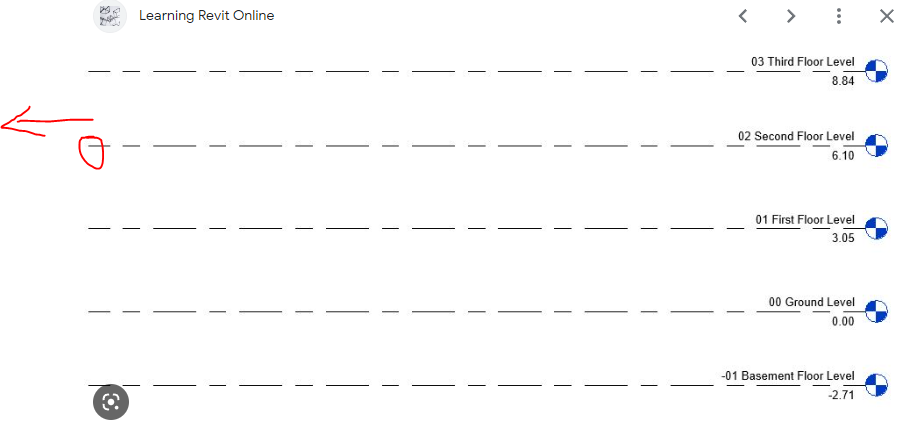 Learning Revit Online
03 Third Floor Level
8.84
02 Second Floor Level
6.10
01 First Floor Level
3.05
00 Ground Level
0.00
-01 Basement Floor Level
-2.71